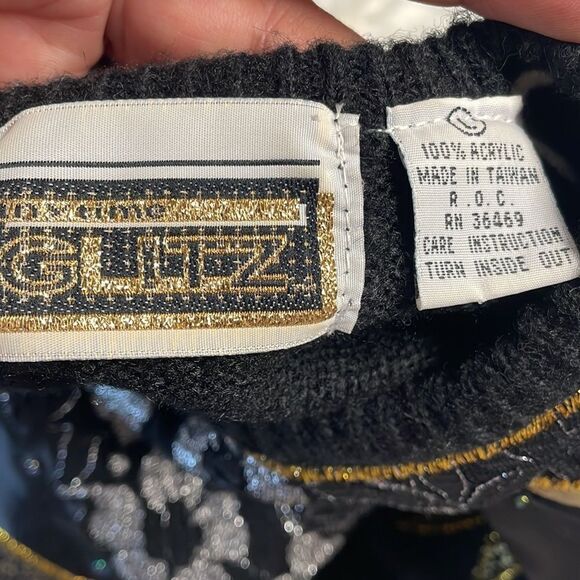 GLITZ
100% ACRYLIC
MADE IN TAIWAN
R.O.C.
RN 36469
CARE INSTRUCTION
TURN INSIDE OUT